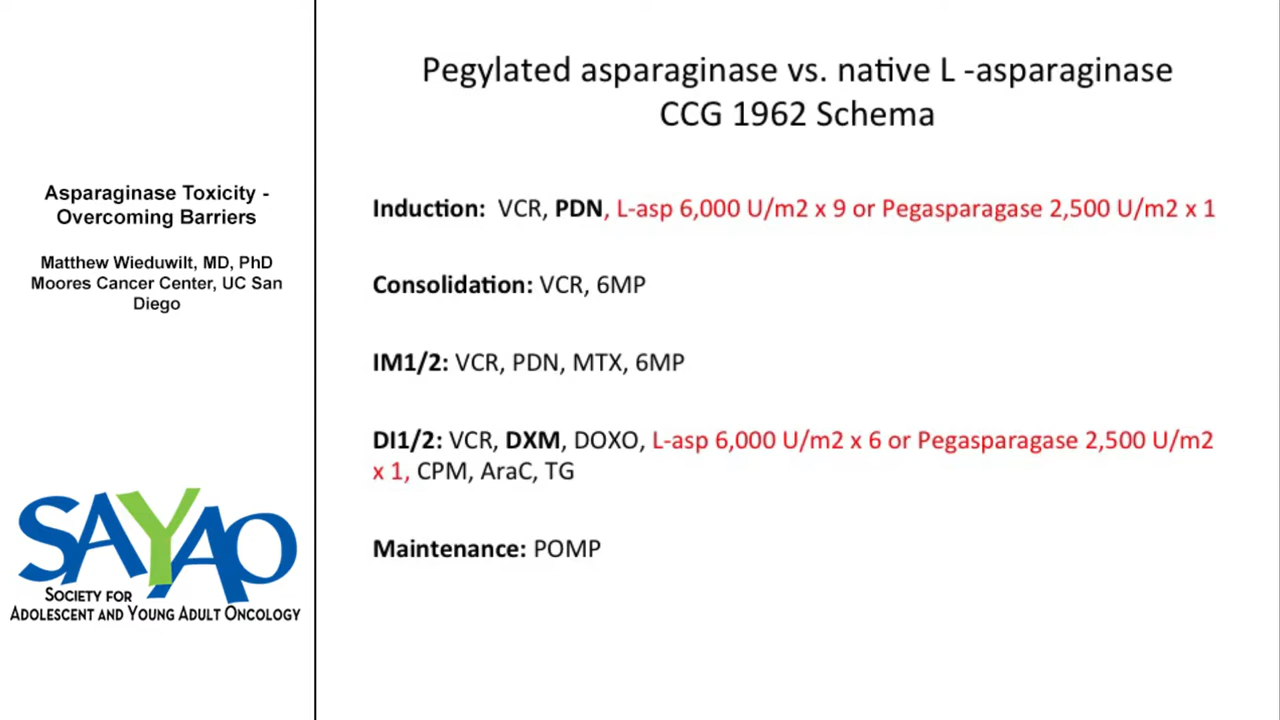 Asparaginase Toxicity -
Overcoming Barriers
Matthew Wieduwilt, MD, PhD
Moores Cancer Center, UC San
Diego
SAYAO
SOCIETY FOR
ADOLESCENT AND YOUNG ADULT ONCOLOGY
Pegylated asparaginase vs. native L -asparaginase
CCG 1962 Schema
Induction: VCR, PDN, L-asp 6,000 U/m2 x 9 or Pegasparagase 2,500 U/m2 x 1
Consolidation: VCR, 6MP
IM1/2: VCR, PDN, MTX, 6MP
DI1/2: VCR, DXM, DOXO, L-asp 6,000 U/m2 x 6 or Pegasparagase 2,500 U/m2
x 1, CPM, AraC, TG
Maintenance: POMP